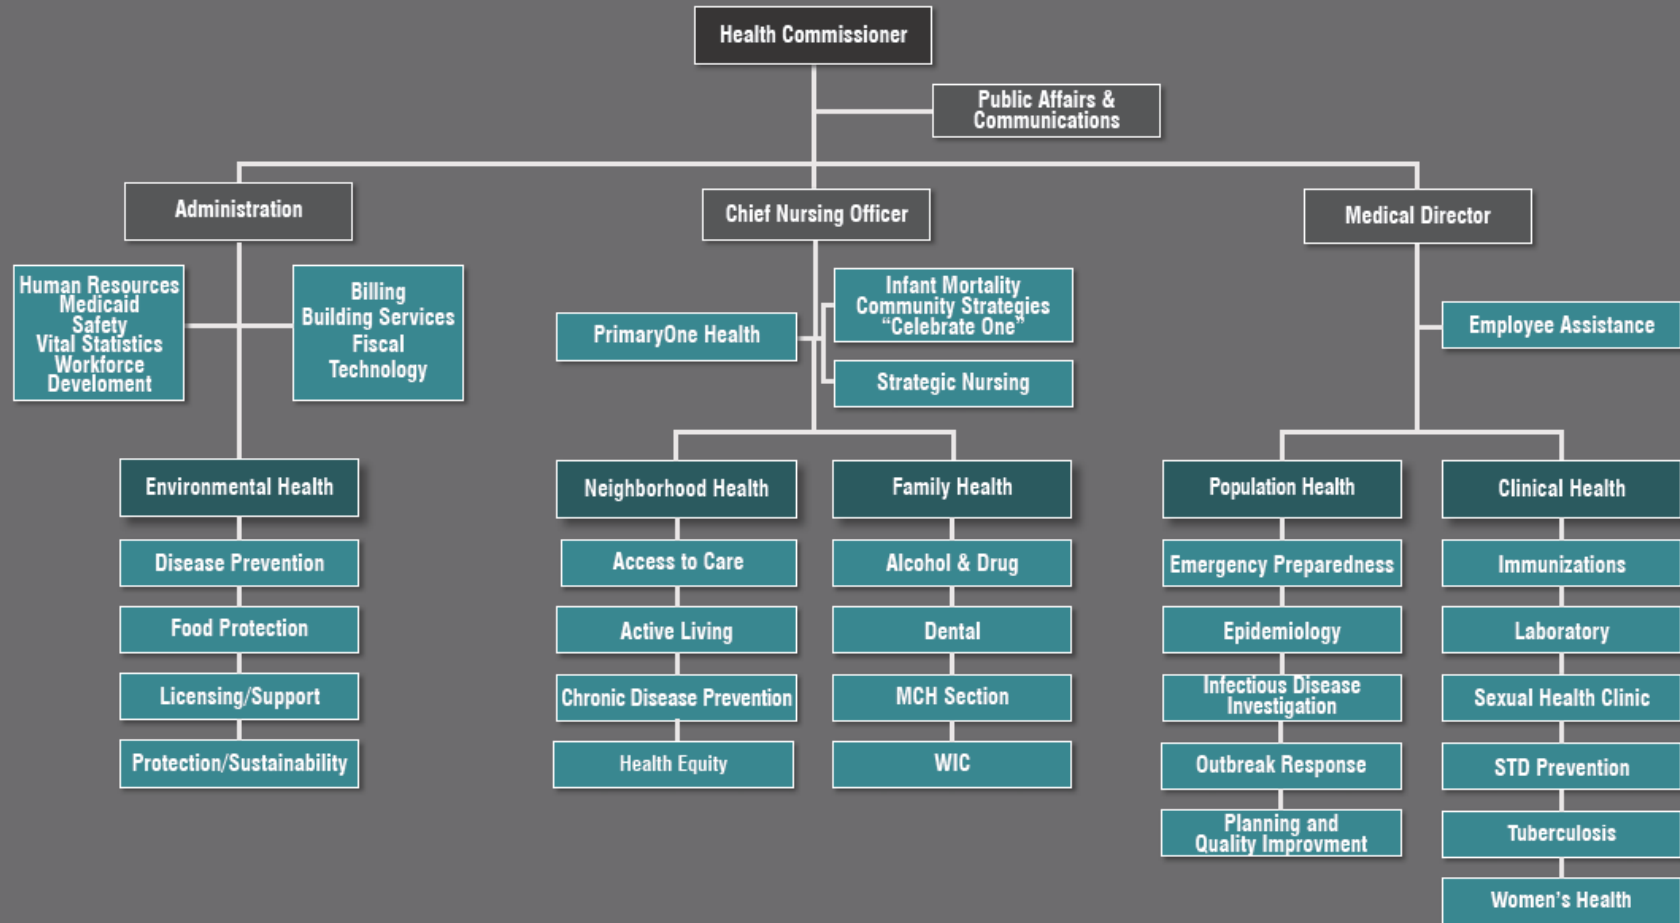 Health Commissioner
Public Affairs &
Communications
Administration
Chief Nursing Officer
Medical Director
Human Resources
Medicaid
Safety
Vital Statistics
Workforce
Develoment
Billing
Building Services
Fiscal
Technology
PrimaryOne Health
Infant Mortality
Community Strategies
“Celebrate One”
Strategic Nursing
Employee Assistance
Environmental Health
Disease Prevention
Food Protection
Licensing/Support
Protection/Sustainability
Neighborhood Health
Access to Care
Active Living
Chronic Disease Prevention
Health Equity
Family Health
Alcohol & Drug
Dental
MCH Section
WIC
Population Health
Emergency Preparedness
Epidemiology
Infectious Disease
Investigation
Outbreak Response
Planning and
Quality Improvment
Clinical Health
Immunizations
Laboratory
Sexual Health Clinic
STD Prevention
Tuberculosis
Women’s Health